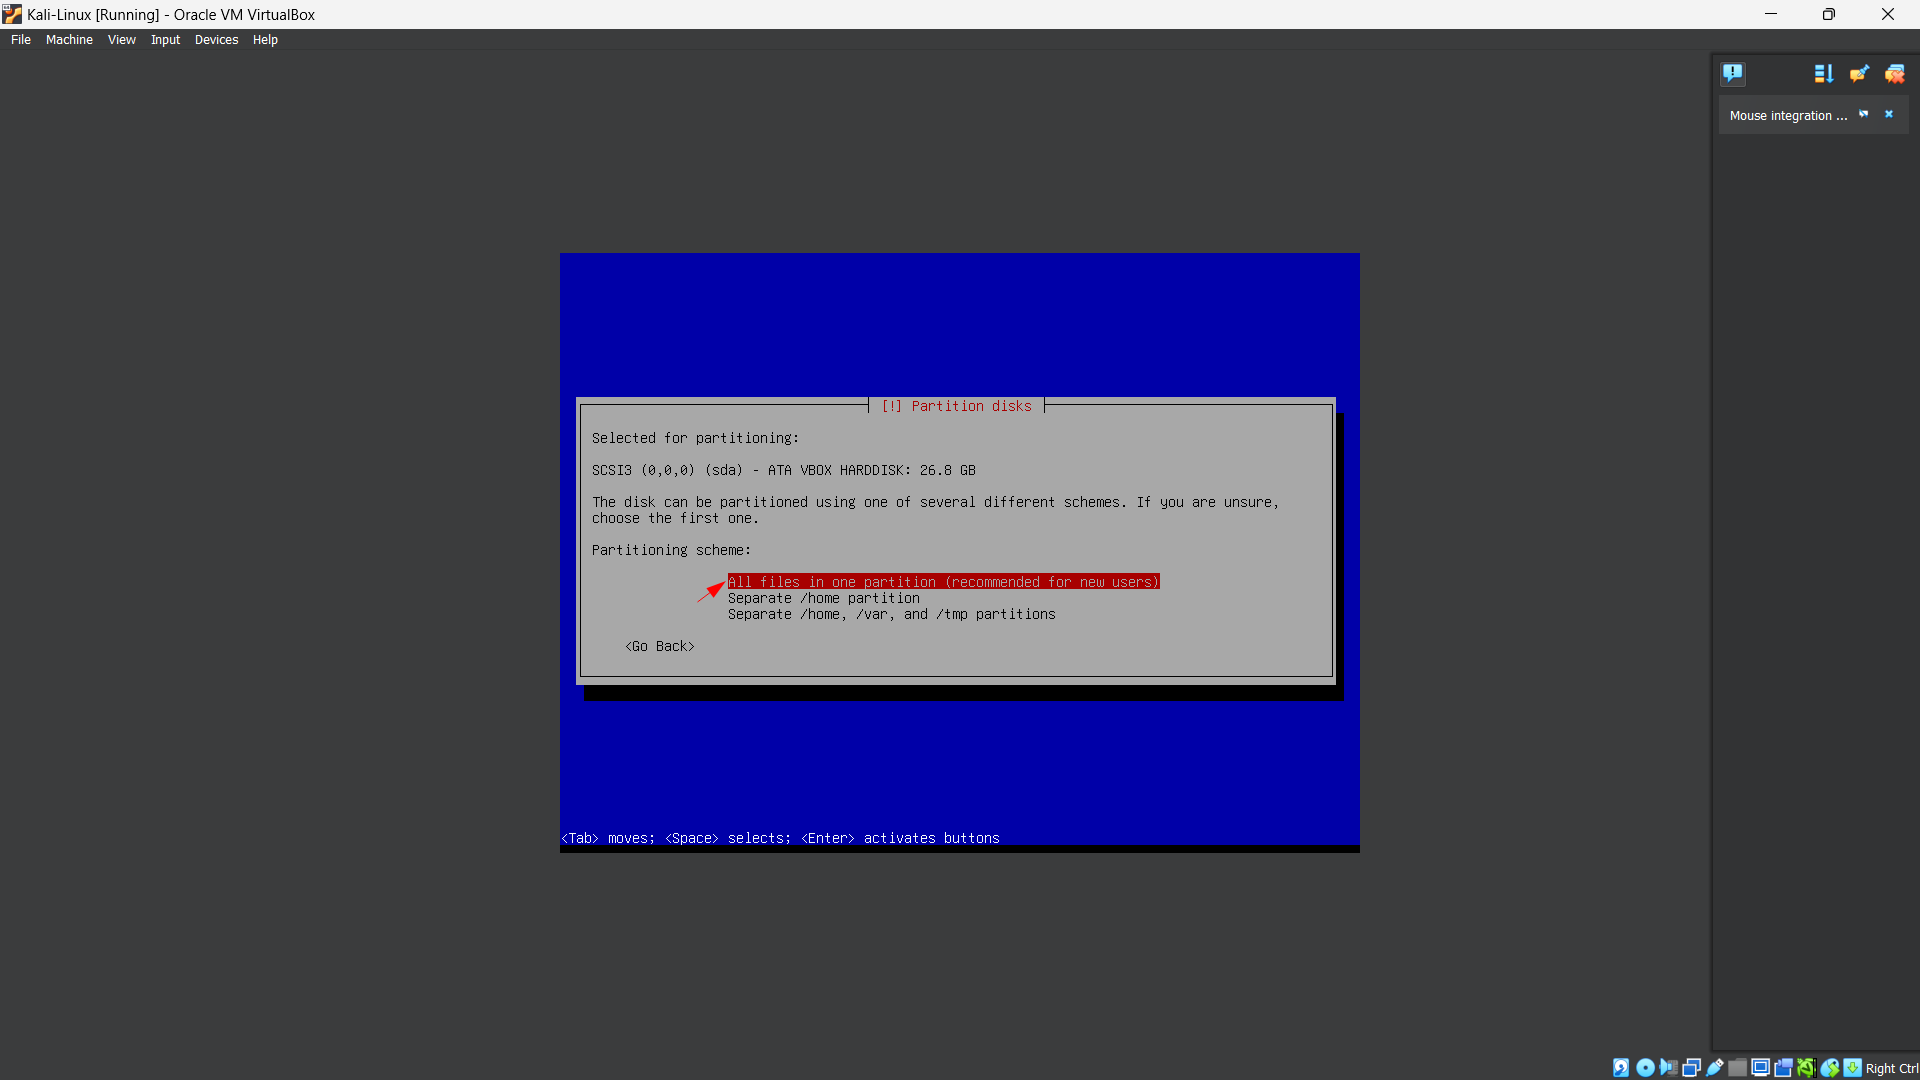 Kali-Linux [Running] - Oracle VM VirtualBox
File Machine View Input Devices Help
Mouse integration ...
[!] Partition disks
Selected for partitioning:
SCSI3 (0,0,0) (sda) - ATA VBOX HARDDISK: 26.8 GB
The disk can be partitioned using one of several different schemes. If you are unsure,
choose the first one.
Partitioning scheme:
All files in one partition (recommended for new users)
Separate /home partition
Separate /home, /var, and /tmp partitions
<Go Back>
<Tab> moves; <Space> selects; <Enter> activates buttons
Right Ctrl